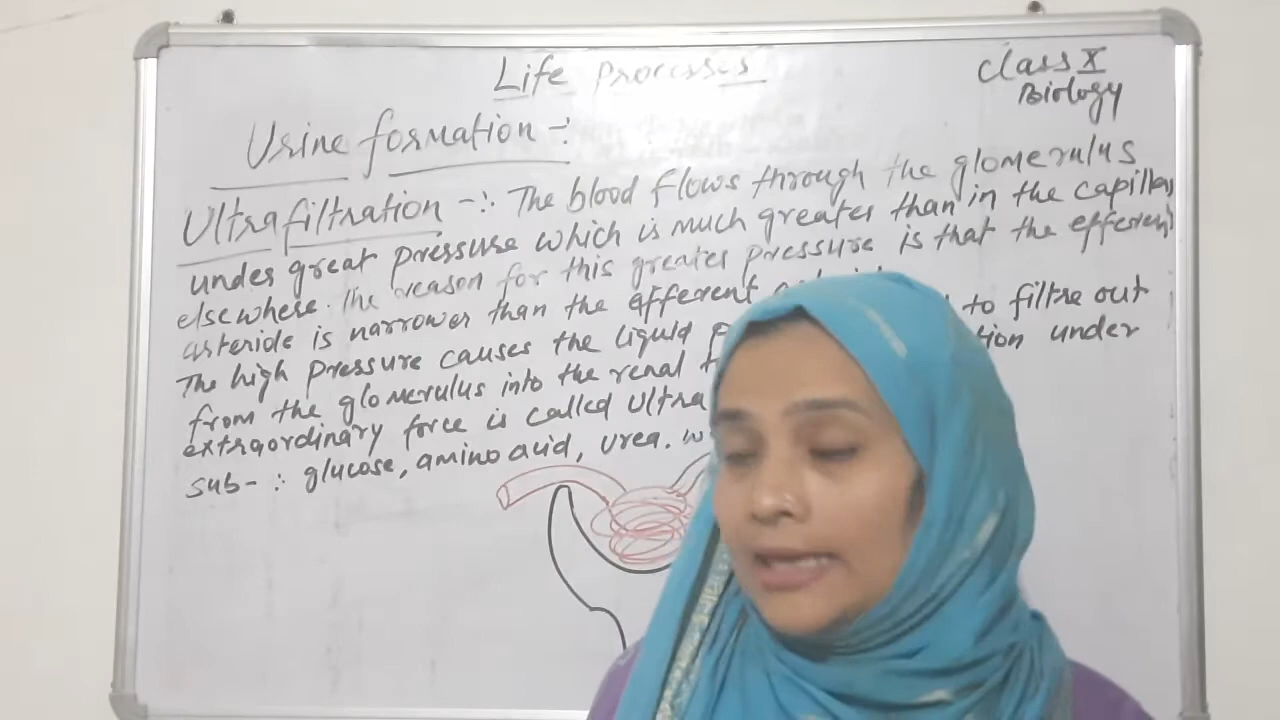 Life Processes
Class X
Biology
Urine formation -:
Ultrafiltration -:- The blood flows through the glomerulus
under great pressure which is much greater than in the capillary
elsewhere. The reason for this greater pressure is that the efferent
arteriole is narrower than the afferent
The high pressure causes the liquid to filtre out
from the glomerulus into the renal under
extraordinary force is called Ultra
Sub- : glucose, amino acid, urea.